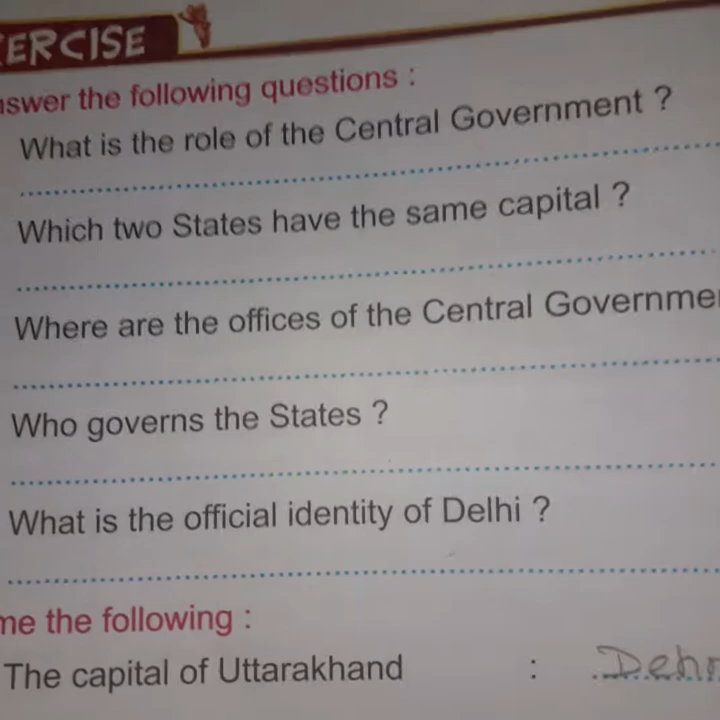 ERCISE
nswer the following questions :
What is the role of the Central Government ?
Which two States have the same capital ?
Where are the offices of the Central Governme
Who governs the States ?
What is the official identity of Delhi ?
me the following :
The capital of Uttarakhand : Deh